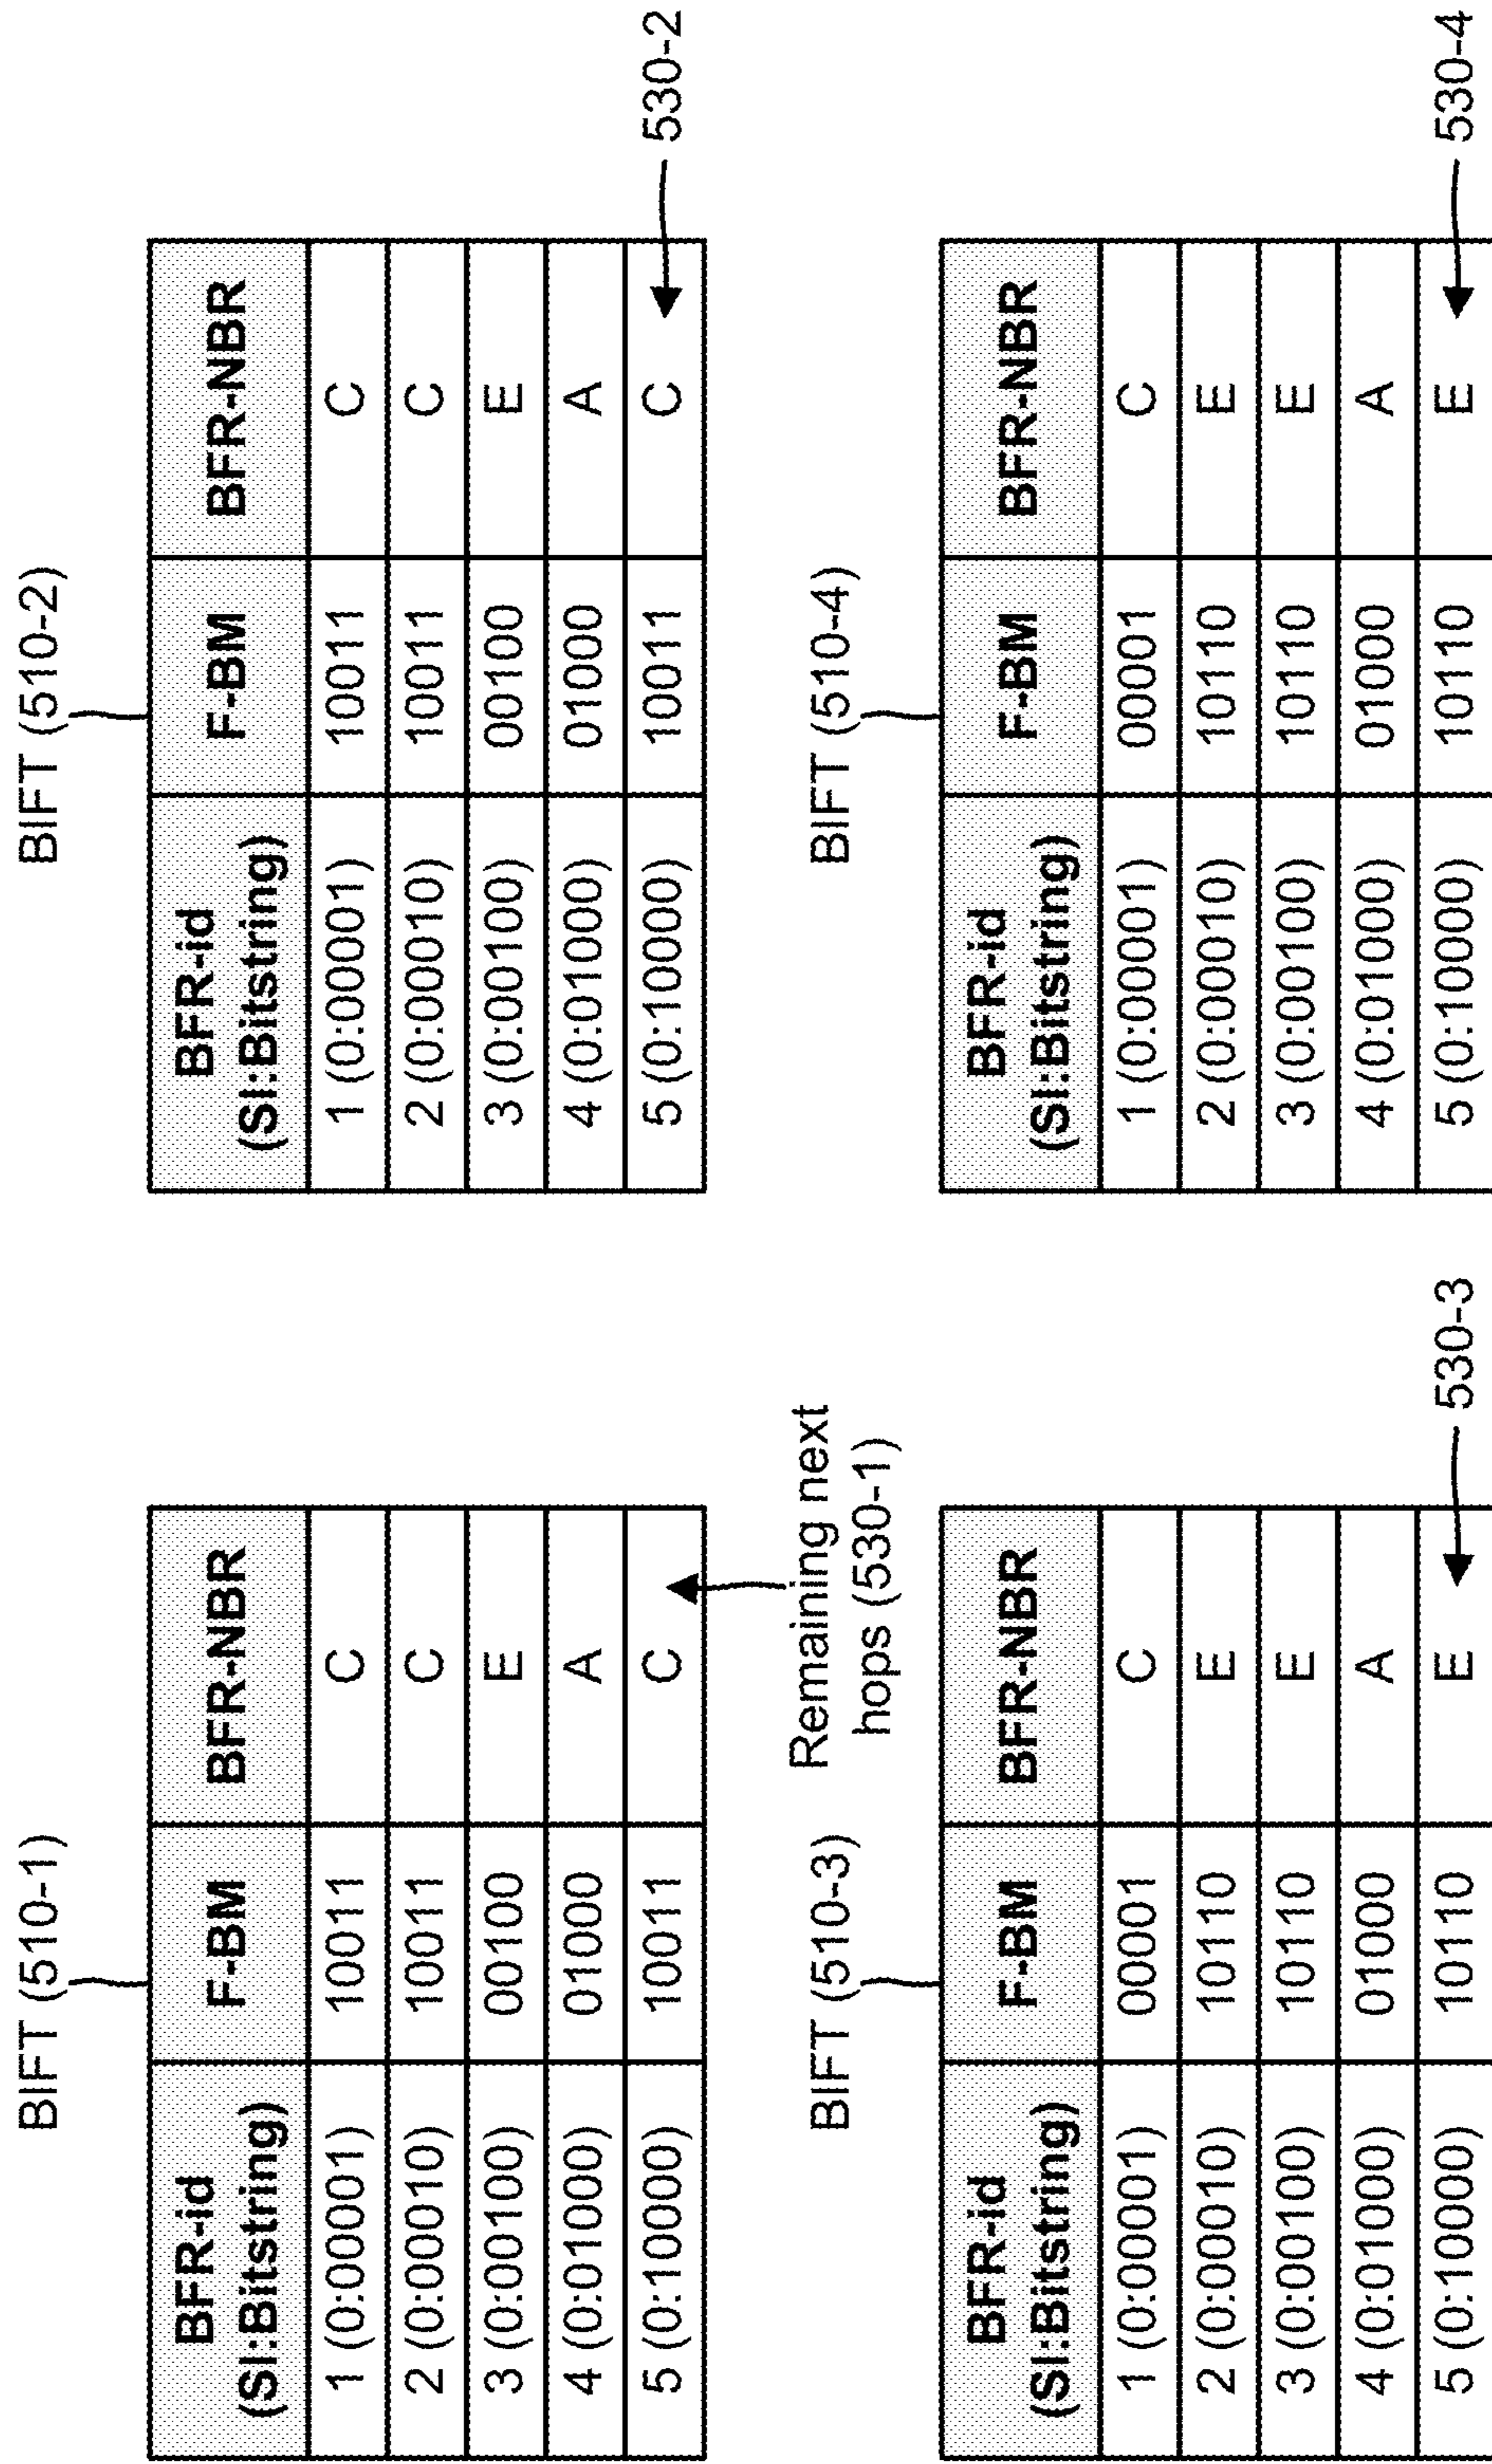 BIFT (510-1)
BFR-id F-BM BFR-NBR
(SI:Bitstring)
1 (0:00001) 10011 C
2 (0:00010) 10011 C
3 (0:00100) 00100 E
4 (0:01000) 01000 A
5 (0:10000) 10011 C
Remaining next
hops (530-1)
BIFT (510-2)
BFR-id F-BM BFR-NBR
(SI:Bitstring)
1 (0:00001) 10011 C
2 (0:00010) 10011 C
3 (0:00100) 00100 E
4 (0:01000) 01000 A
5 (0:10000) 10011 C
530-2
BIFT (510-3)
BFR-id F-BM BFR-NBR
(SI:Bitstring)
1 (0:00001) 00001 C
2 (0:00010) 10110 E
3 (0:00100) 10110 E
4 (0:01000) 01000 A
5 (0:10000) 10110 E
530-3
BIFT (510-4)
BFR-id F-BM BFR-NBR
(SI:Bitstring)
1 (0:00001) 00001 C
2 (0:00010) 10110 E
3 (0:00100) 10110 E
4 (0:01000) 01000 A
5 (0:10000) 10110 E
530-4